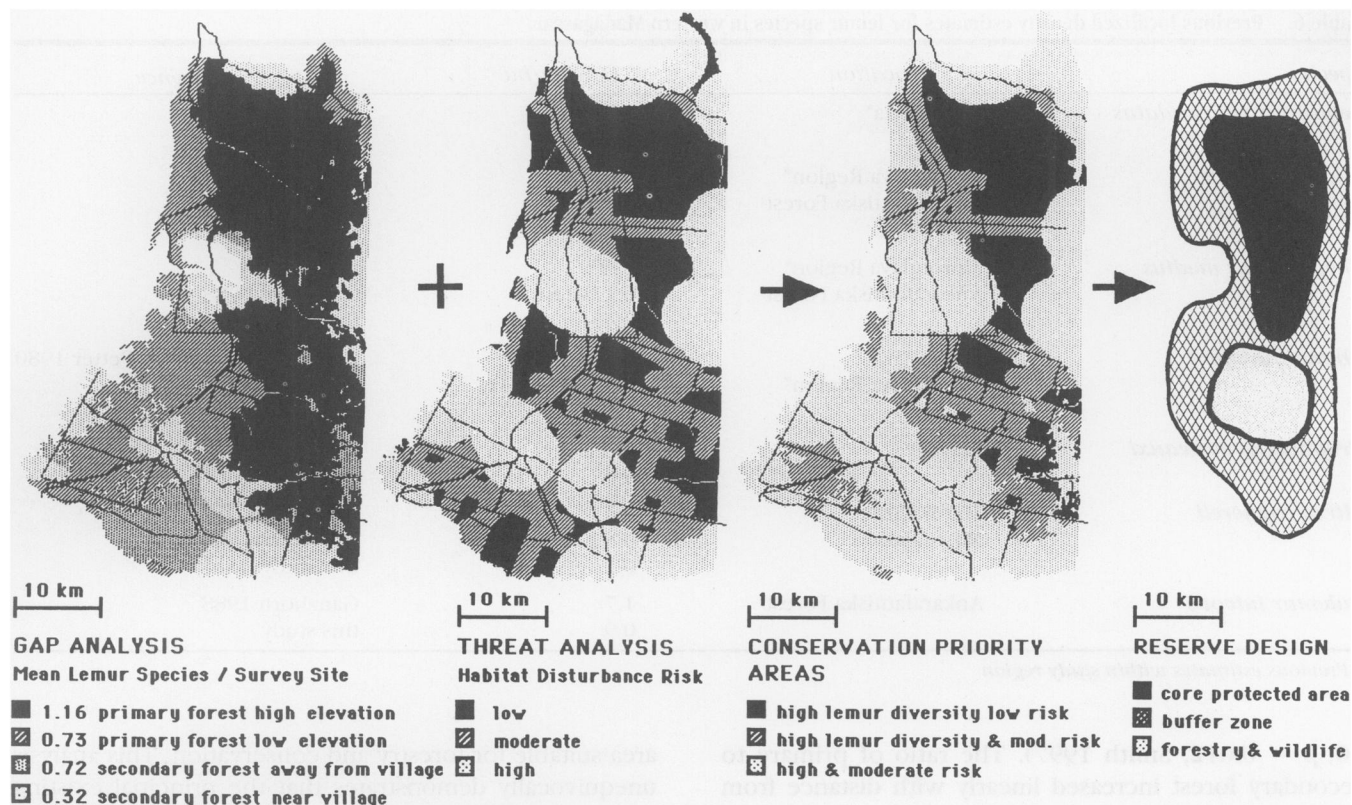 10 km
GAP ANALYSIS
Mean Lemur Species / Survey Site
1.16 primary forest high elevation
0.73 primary forest low elevation
0.72 secondary forest away from village
0.32 secondary forest near village
10 km
THREAT ANALYSIS
Habitat Disturbance Risk
low
moderate
high
10 km
CONSERVATION PRIORITY
AREAS
high lemur diversity low risk
high lemur diversity & mod. risk
high & moderate risk
10 km
RESERVE DESIGN
core protected area
buffer zone
forestry & wildlife